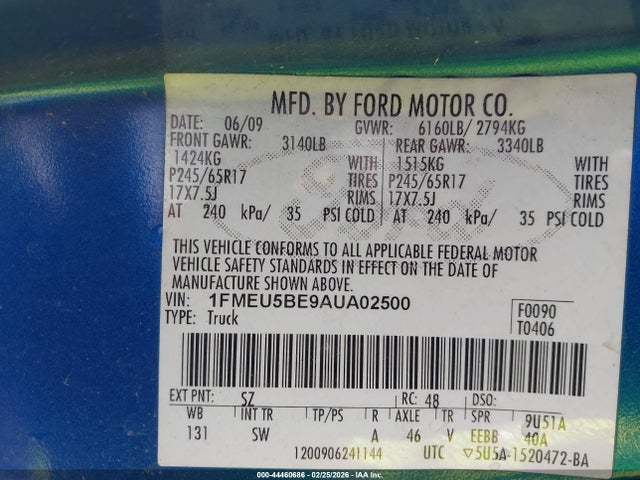 MFD. BY FORD MOTOR CO.
DATE: 06/09 GVWR: 6160LB/ 2794KG
FRONT GAWR: 3140LB REAR GAWR: 3340LB
1424KG WITH 1515KG WITH
P245/65R17 TIRES P245/65R17 TIRES
17X7.5J RIMS 17X7.5J RIMS
AT 240 kPa/ 35 PSI COLD AT 240 kPa/ 35 PSI COLD
THIS VEHICLE CONFORMS TO ALL APPLICABLE FEDERAL MOTOR
VEHICLE SAFETY STANDARDS IN EFFECT ON THE DATE OF
MANUFACTURE SHOWN ABOVE.
VIN: 1FMEU5BE9AUA02500 F0090
TYPE: Truck T0406
EXT PNT: SZ RC: 48 DSO:
WB INT TR TP/PS R AXLE TR SPR 9U51A
131 SW A 46 V EEBB 40A
1200906241144 UTC ▽5U5A-1520472-BA
000-44460686 - 02/25/2026 - IAAI.COM